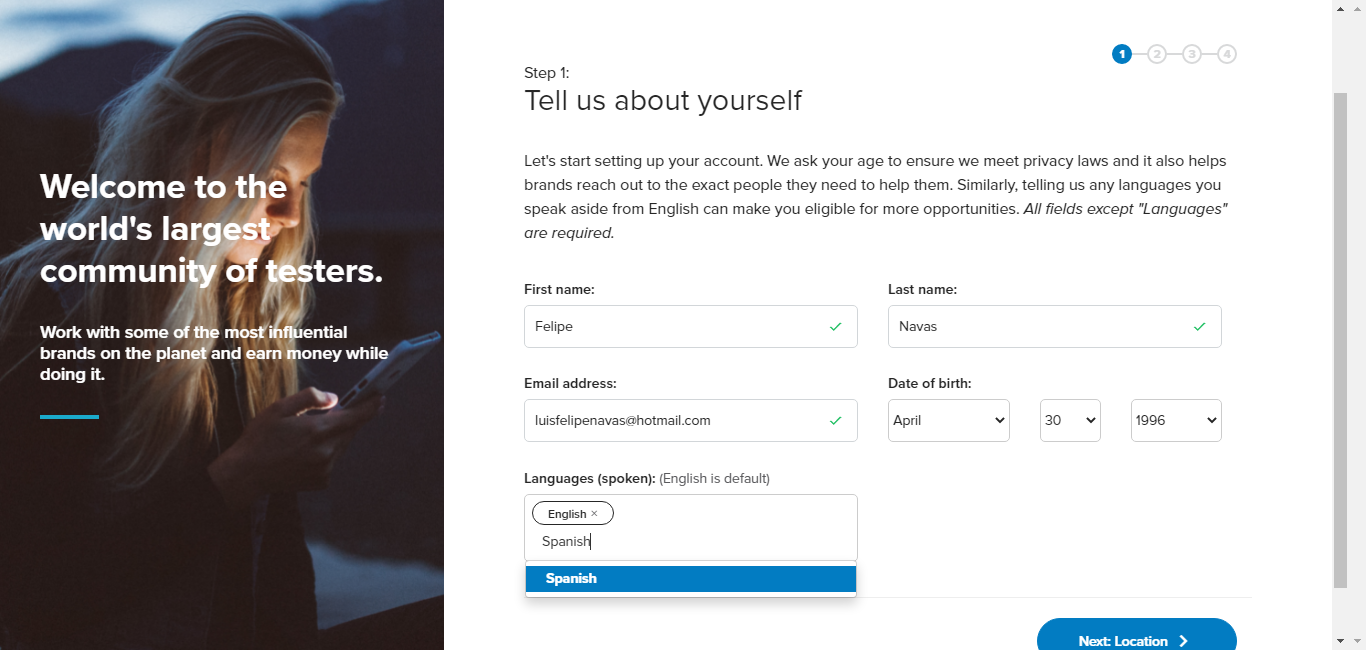 Welcome to the
world's largest
community of testers.
Work with some of the most influential
brands on the planet and earn money while
doing it.
1 2 3 4
Step 1:
Tell us about yourself
Let's start setting up your account. We ask your age to ensure we meet privacy laws and it also helps
brands reach out to the exact people they need to help them. Similarly, telling us any languages you
speak aside from English can make you eligible for more opportunities. All fields except "Languages"
are required.
First name: Last name:
Felipe Navas
Email address: Date of birth:
luisfelipenavas@hotmail.com April 30 1996
Languages (spoken): (English is default)
English ×
Spanish
Spanish
Next: Location